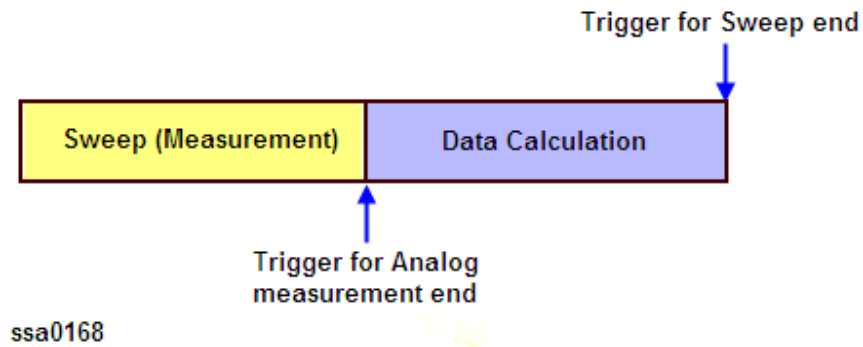 Trigger for Sweep end
Sweep (Measurement)
Data Calculation
Trigger for Analog
measurement end
ssa0168